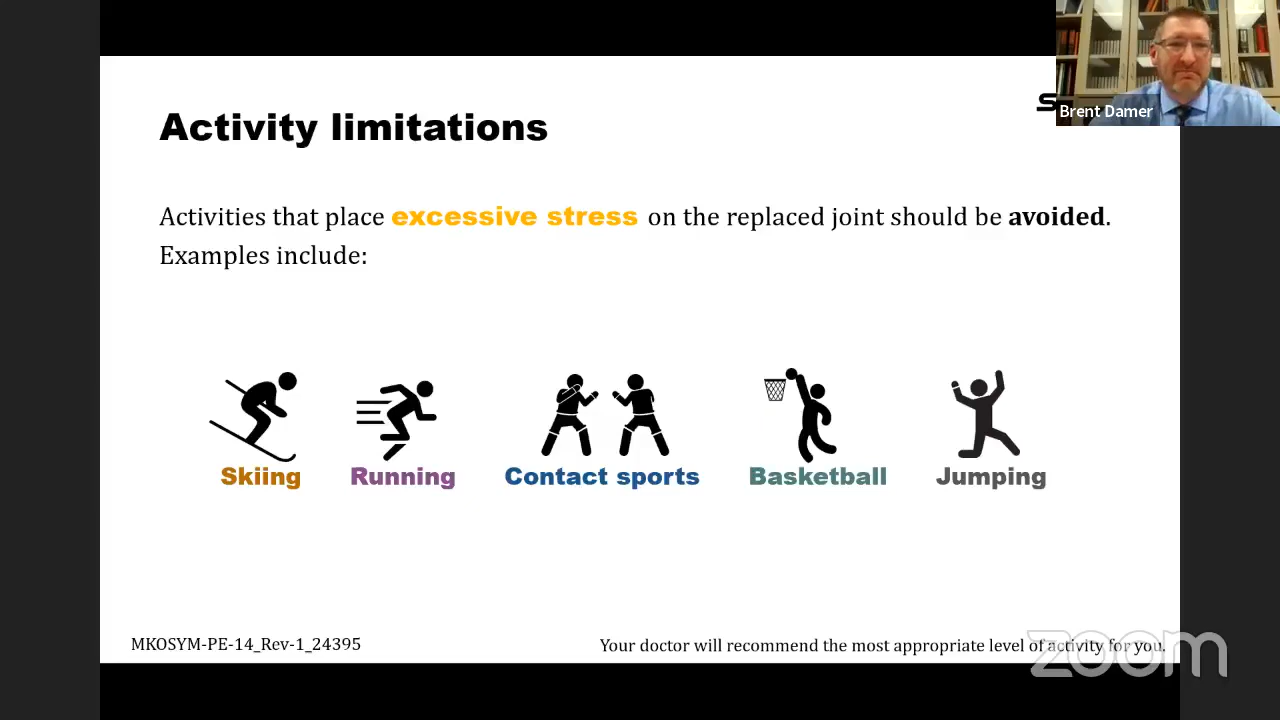 Brent Damer
Activity limitations
Activities that place excessive stress on the replaced joint should be avoided.
Examples include:
Skiing
Running
Contact sports
Basketball
Jumping
MKOSYM-PE-14_Rev-1_24395
Your doctor will recommend the most appropriate level of activity for you.
zoom